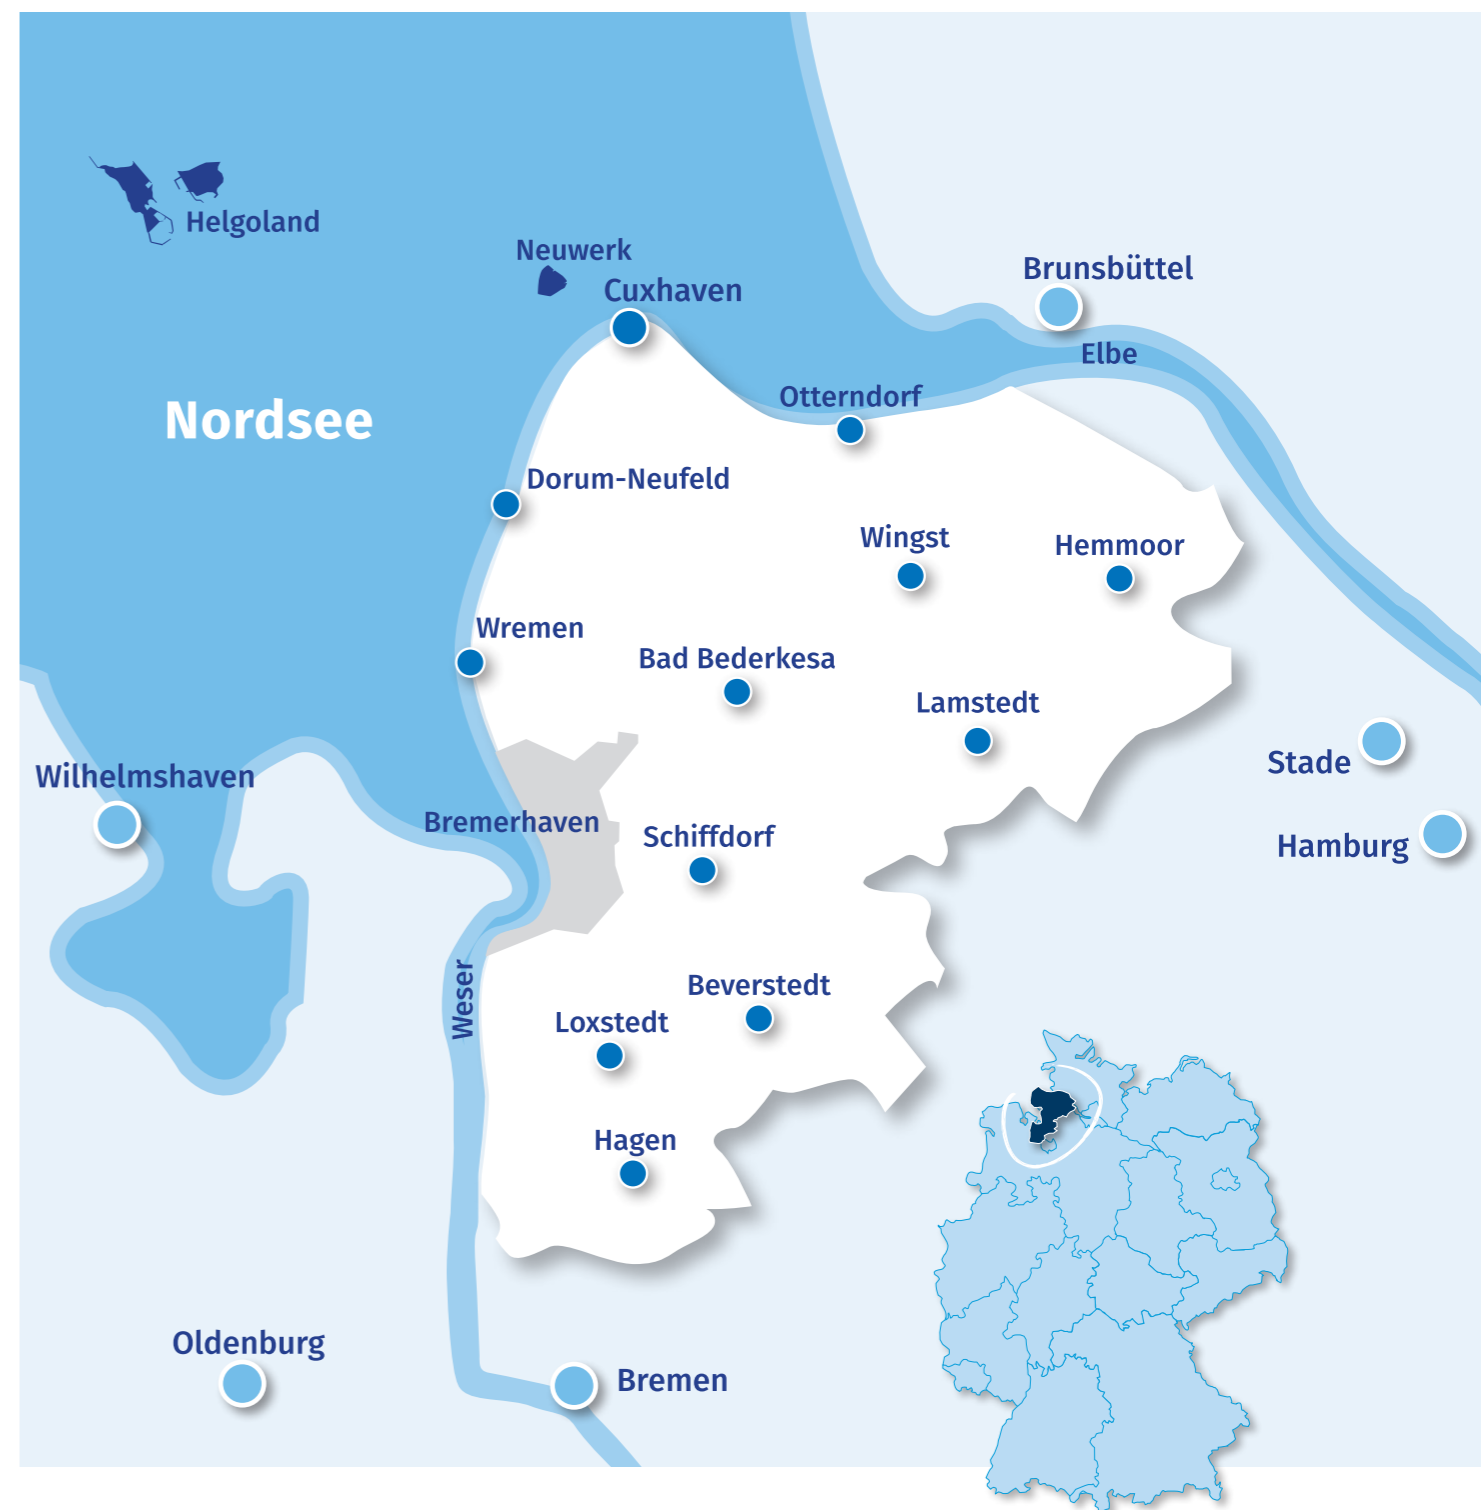 Helgoland
Neuwerk
Brunsbüttel
Cuxhaven
Elbe
Otterndorf
Nordsee
Dorum-Neufeld
Wingst
Hemmoor
Wremen
Bad Bederkesa
Lamstedt
Stade
Wilhelmshaven
Bremerhaven
Schiffdorf
Hamburg
Weser
Beverstedt
Loxstedt
Hagen
Oldenburg
Bremen